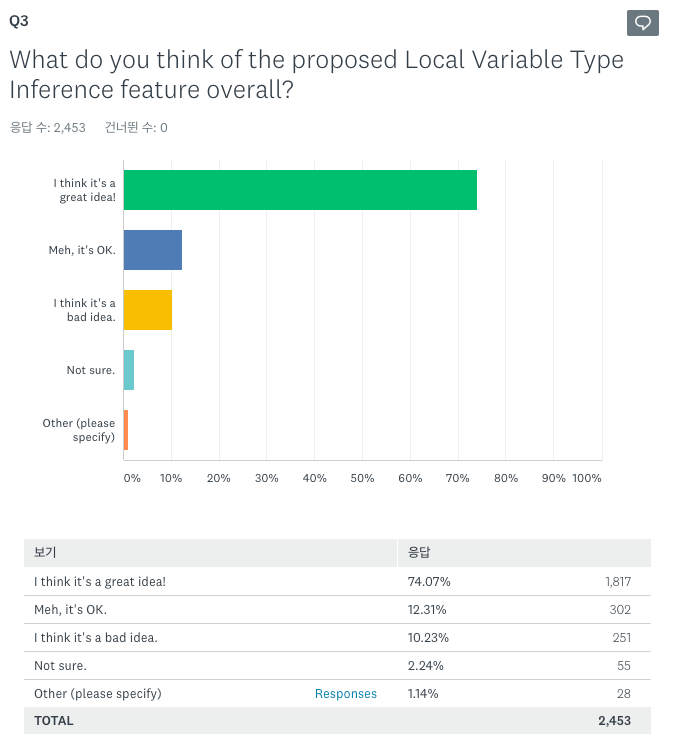 Q3
What do you think of the proposed Local Variable Type
Inference feature overall?
응답 수: 2,453 건너뛴 수: 0
I think it's a
great idea!
Meh, it's OK.
I think it's a
bad idea.
Not sure.
Other (please
specify)
0% 10% 20% 30% 40% 50% 60% 70% 80% 90% 100%
보기 응답
I think it's a great idea! 74.07% 1,817
Meh, it's OK. 12.31% 302
I think it's a bad idea. 10.23% 251
Not sure. 2.24% 55
Other (please specify) Responses 1.14% 28
TOTAL 2,453